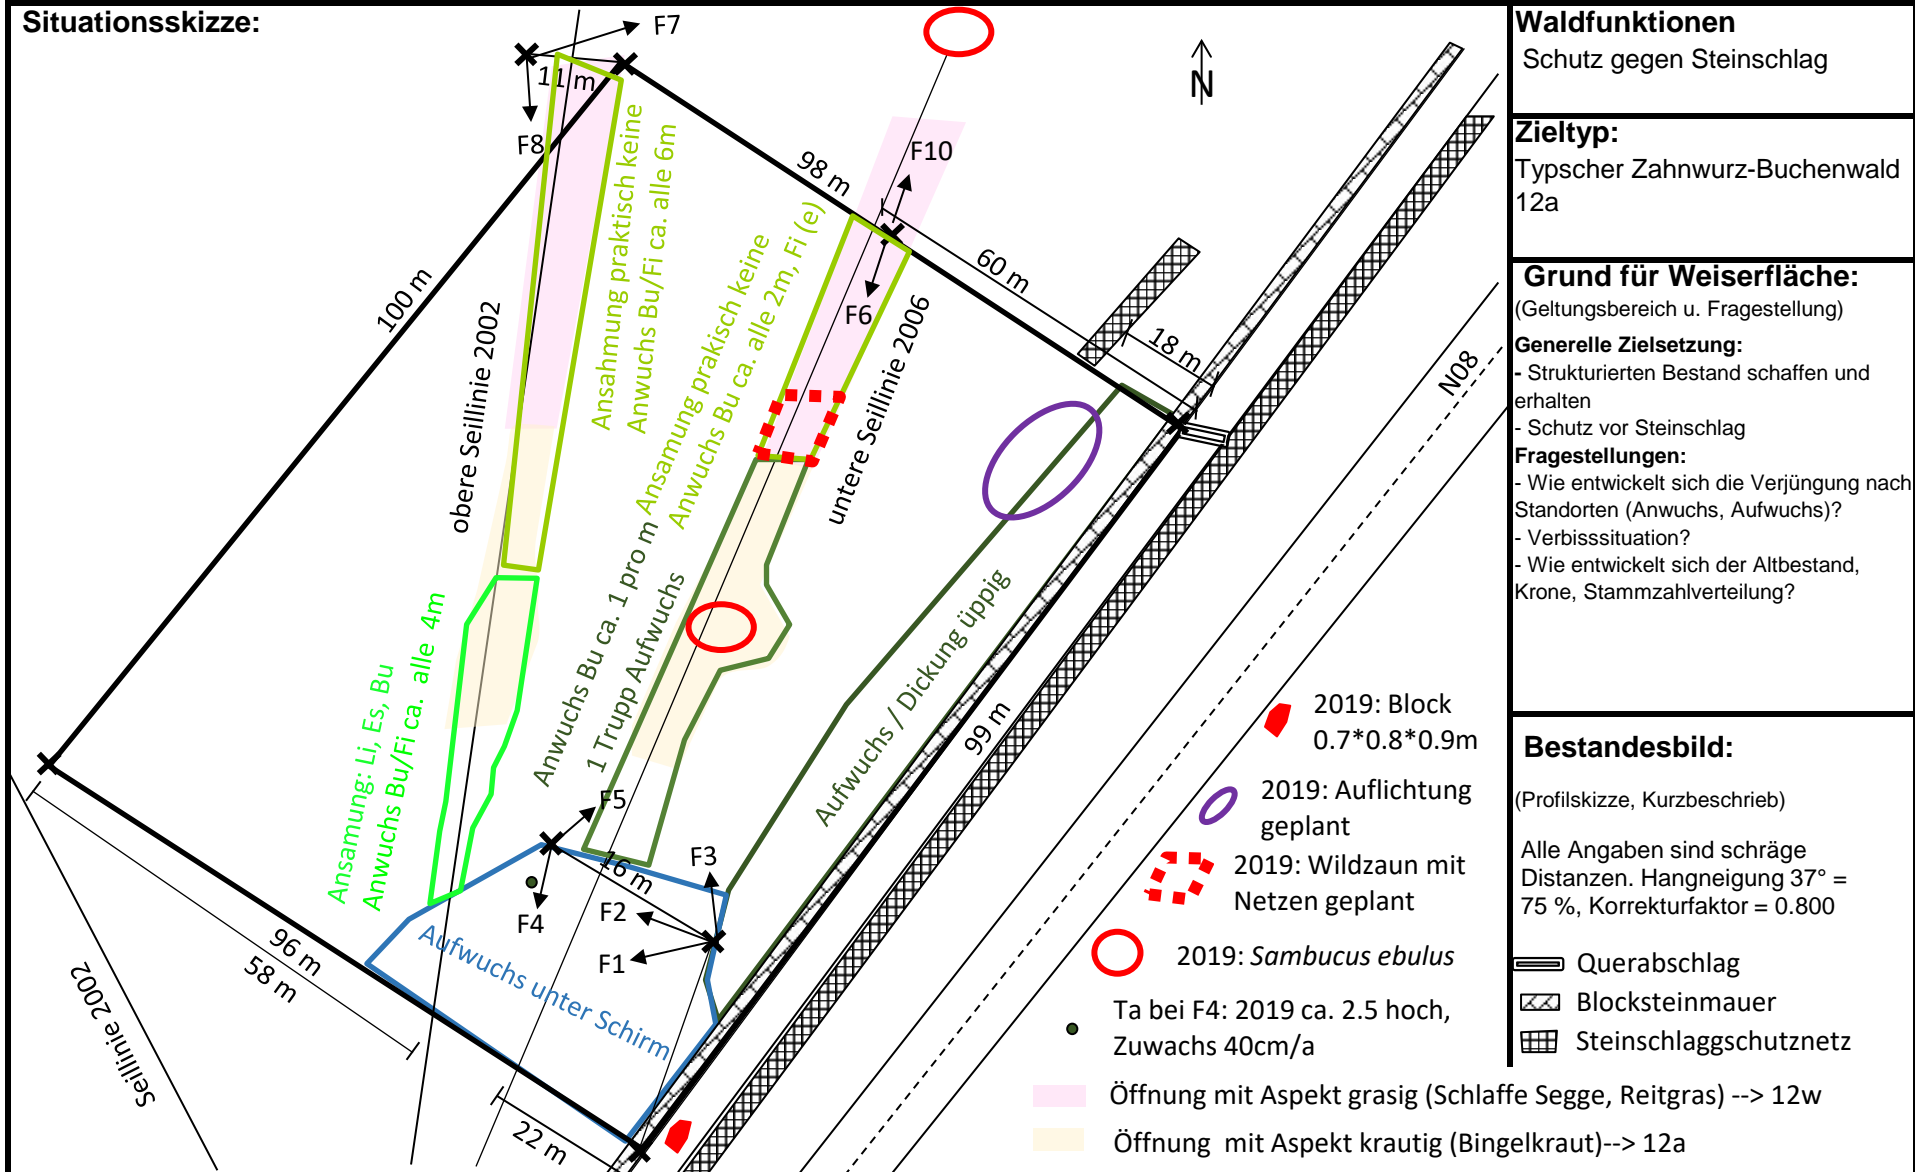 Situationsskizze:
F7
11 m
F8
98 m
F10
N
100 m
obere Seillinie 2002
Ansahmung praktisch keine
Anwuchs Bu/Fi ca. alle 6m
Ansamung prakisch keine
Anwuchs Bu ca. alle 2m, Fi (e)
F6
60 m
untere Seillinie 2006
18 m
N08
Anwuchs Bu ca. 1 pro m
1 Trupp Aufwuchs
Aufwuchs / Dickung üppig
99 m
Ansamung: Li, Es, Bu
Anwuchs Bu/Fi ca. alle 4m
F5
16 m
F3
F4
F2
F1
Aufwuchs unter Schirm
96 m
58 m
22 m
Seillinie 2002
2019: Block
0.7*0.8*0.9m
2019: Auflichtung
geplant
2019: Wildzaun mit
Netzen geplant
2019: Sambucus ebulus
Ta bei F4: 2019 ca. 2.5 hoch,
Zuwachs 40cm/a
Öffnung mit Aspekt grasig (Schlaffe Segge, Reitgras) --> 12w
Öffnung mit Aspekt krautig (Bingelkraut)--> 12a
Waldfunktionen
Schutz gegen Steinschlag
Zieltyp:
Typscher Zahnwurz-Buchenwald
12a
Grund für Weiserfläche:
(Geltungsbereich u. Fragestellung)
Generelle Zielsetzung:
- Strukturierten Bestand schaffen und
erhalten
- Schutz vor Steinschlag
Fragestellungen:
- Wie entwickelt sich die Verjüngung nach
Standorten (Anwuchs, Aufwuchs)?
- Verbisssituation?
- Wie entwickelt sich der Altbestand,
Krone, Stammzahlverteilung?
Bestandesbild:
(Profilskizze, Kurzbeschrieb)
Alle Angaben sind schräge
Distanzen. Hangneigung 37° =
75 %, Korrekturfaktor = 0.800
Querabschlag
Blocksteinmauer
Steinschlaggschutznetz